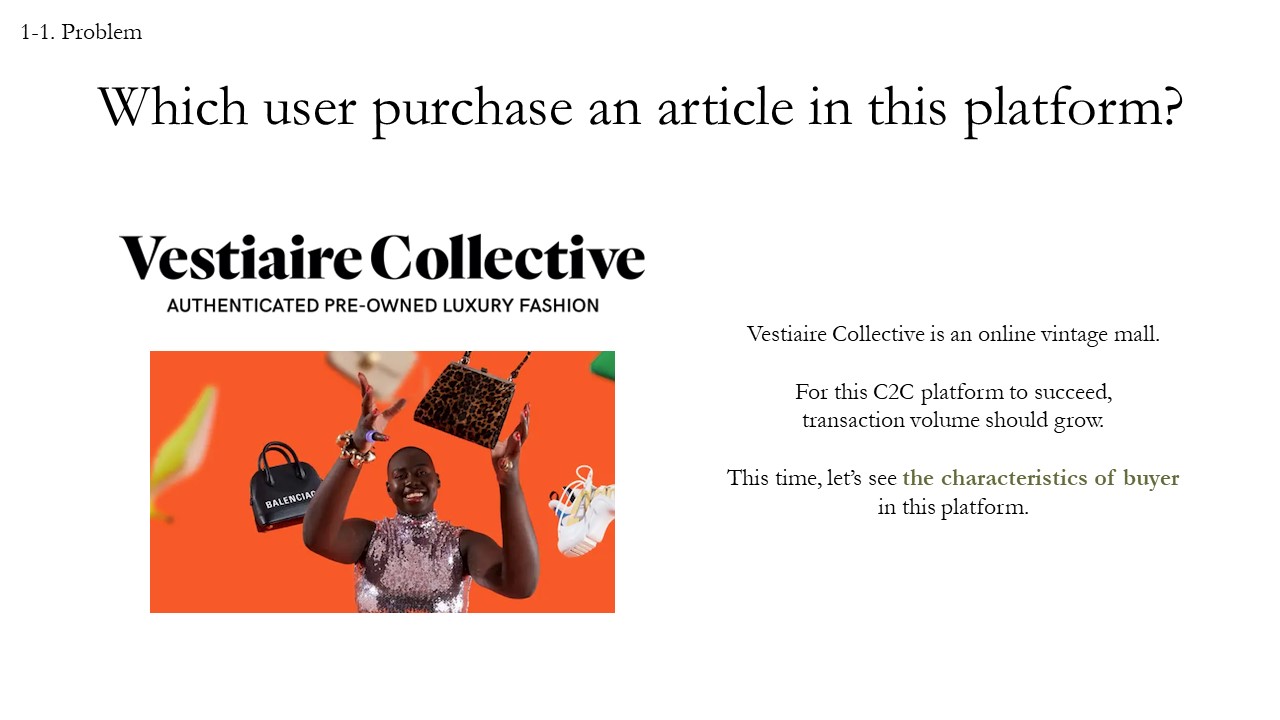 1-1. Problem
Which user purchase an article in this platform?
Vestiaire Collective
AUTHENTICATED PRE-OWNED LUXURY FASHION
BALENCIAG
Vestiaire Collective is an online vintage mall.
For this C2C platform to succeed,
transaction volume should grow.
This time, let’s see the characteristics of buyer
in this platform.